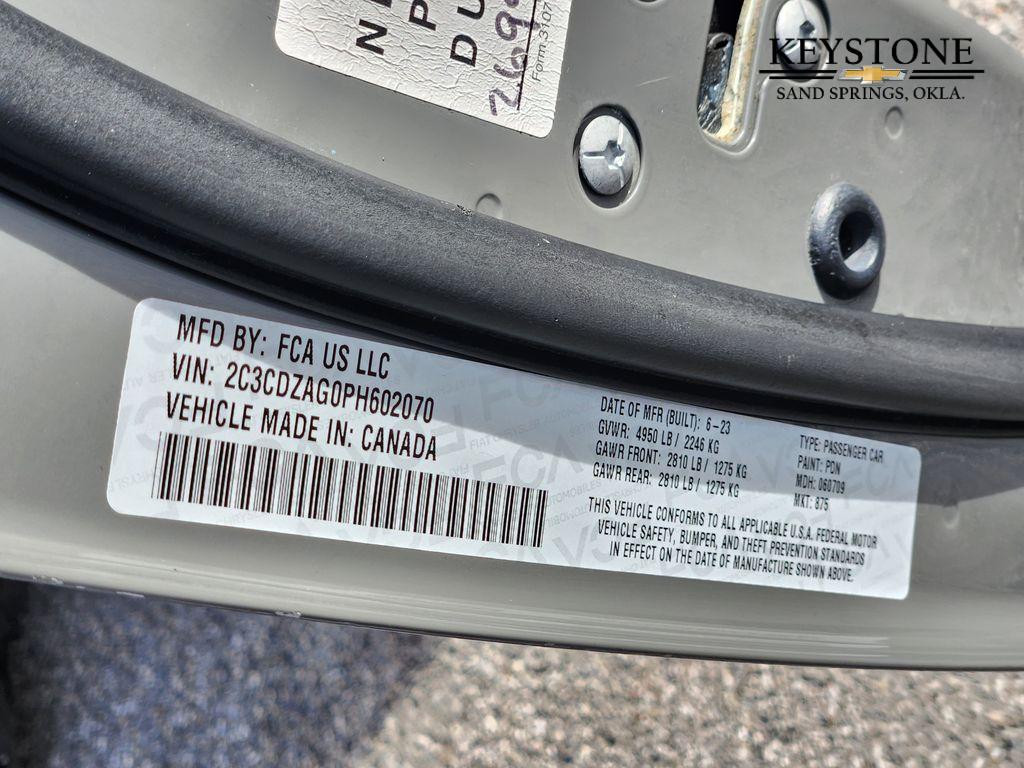 KEYSTONE
SAND SPRINGS, OKLA.
Form 37-07
MFD BY: FCA US LLC
VIN: 2C3CDZAG0PH602070
VEHICLE MADE IN: CANADA
DATE OF MFR (BUILT): 6-23
GVWR: 4950 LB / 2246 KG
GAWR FRONT: 2810 LB / 1275 KG
GAWR REAR: 2810 LB / 1275 KG
TYPE: PASSENGER CAR
PAINT: PDN
MDH: 060709
MKT: 875
THIS VEHICLE CONFORMS TO ALL APPLICABLE U.S.A. FEDERAL MOTOR
VEHICLE SAFETY, BUMPER, AND THEFT PREVENTION STANDARDS
IN EFFECT ON THE DATE OF MANUFACTURE SHOWN ABOVE.